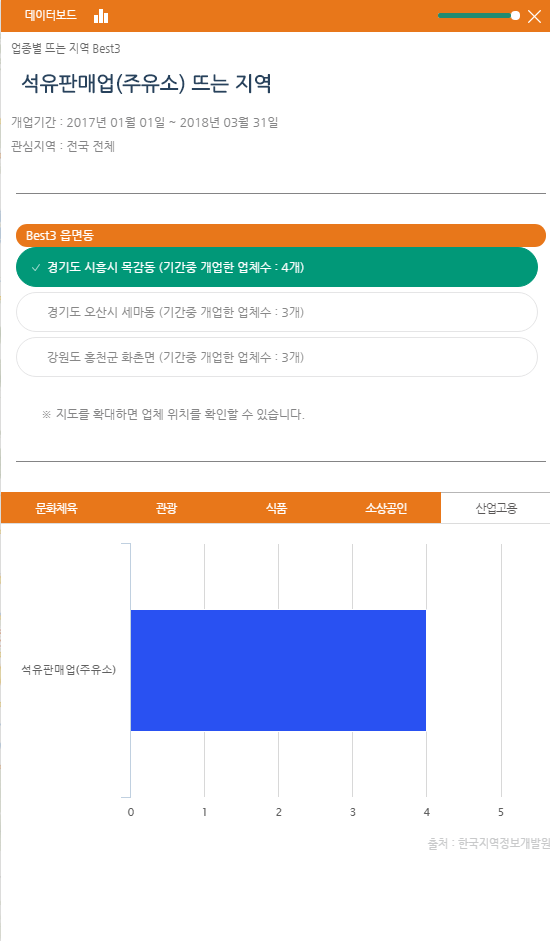 데이터보드
업종별 뜨는 지역 Best3
석유판매업(주유소) 뜨는 지역
개업기간 : 2017년 01월 01일 ~ 2018년 03월 31일
관심지역 : 전국 전체
Best3 읍면동
경기도 시흥시 목감동 (기간중 개업한 업체수 : 4개)
경기도 오산시 세마동 (기간중 개업한 업체수 : 3개)
강원도 홍천군 화촌면 (기간중 개업한 업체수 : 3개)
※ 지도를 확대하면 업체 위치를 확인할 수 있습니다.
문화체육 관광 식품 소상공인 산업고용
석유판매업(주유소)
0 1 2 3 4 5
출처 : 한국지역정보개발원